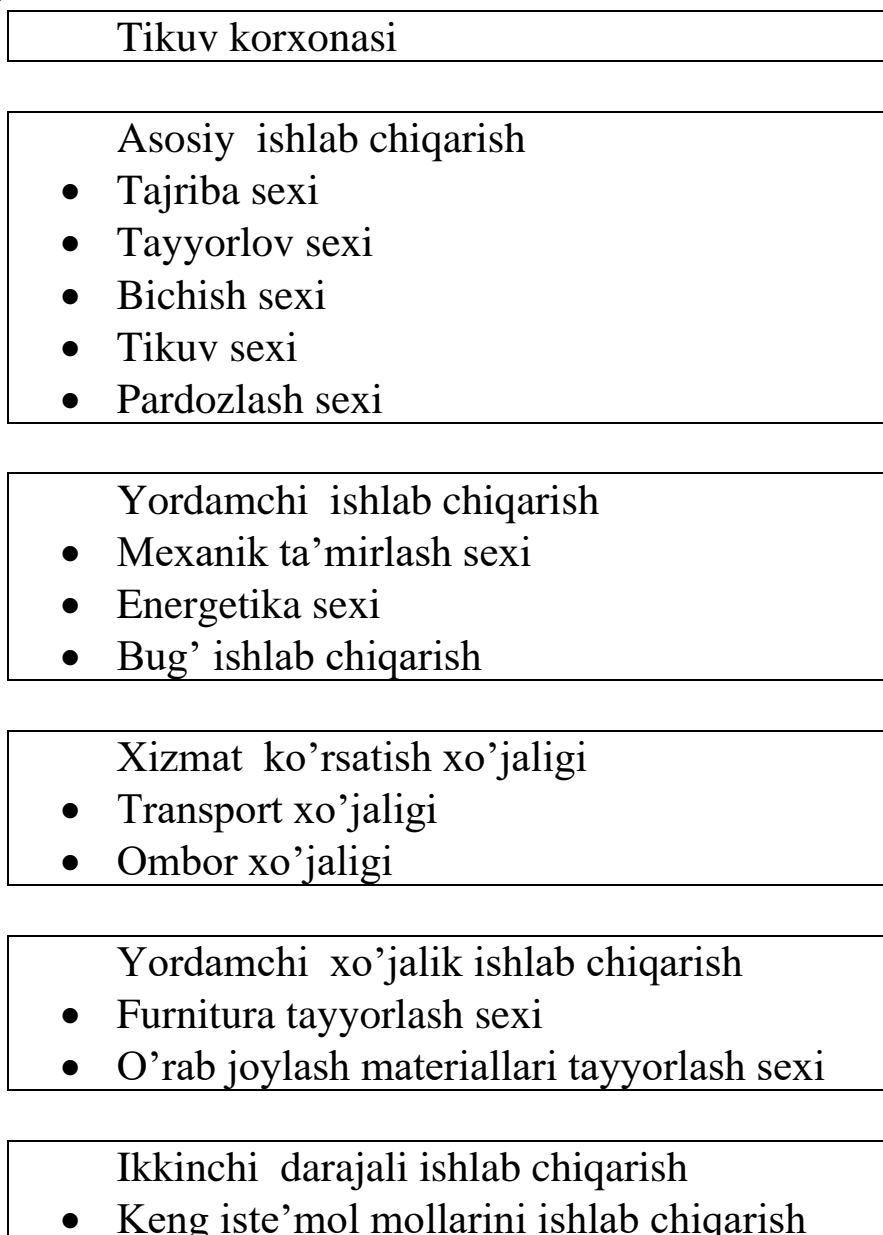 Tikuv korxonasi
Asosiy  ishlab chiqarish
• Tajriba sexi
• Tayyorlov sexi
• Bichish sexi
• Tikuv sexi
• Pardozlash sexi
Yordamchi  ishlab chiqarish
• Mexanik ta’mirlash sexi
• Energetika sexi
• Bug’ ishlab chiqarish
Xizmat  ko’rsatish xo’jaligi
• Transport xo’jaligi
• Ombor xo’jaligi
Yordamchi  xo’jalik ishlab chiqarish
• Furnitura tayyorlash sexi
• O’rab joylash materiallari tayyorlash sexi
Ikkinchi  darajali ishlab chiqarish
• Keng iste’mol mollarini ishlab chiqarish